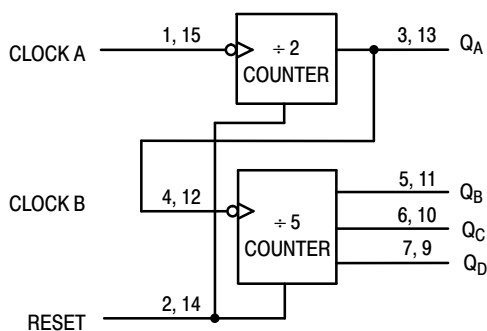 CLOCK A
1, 15
÷ 2
COUNTER
3, 13
QA
CLOCK B
4, 12
÷ 5
COUNTER
5, 11
QB
6, 10
QC
7, 9
QD
RESET
2, 14